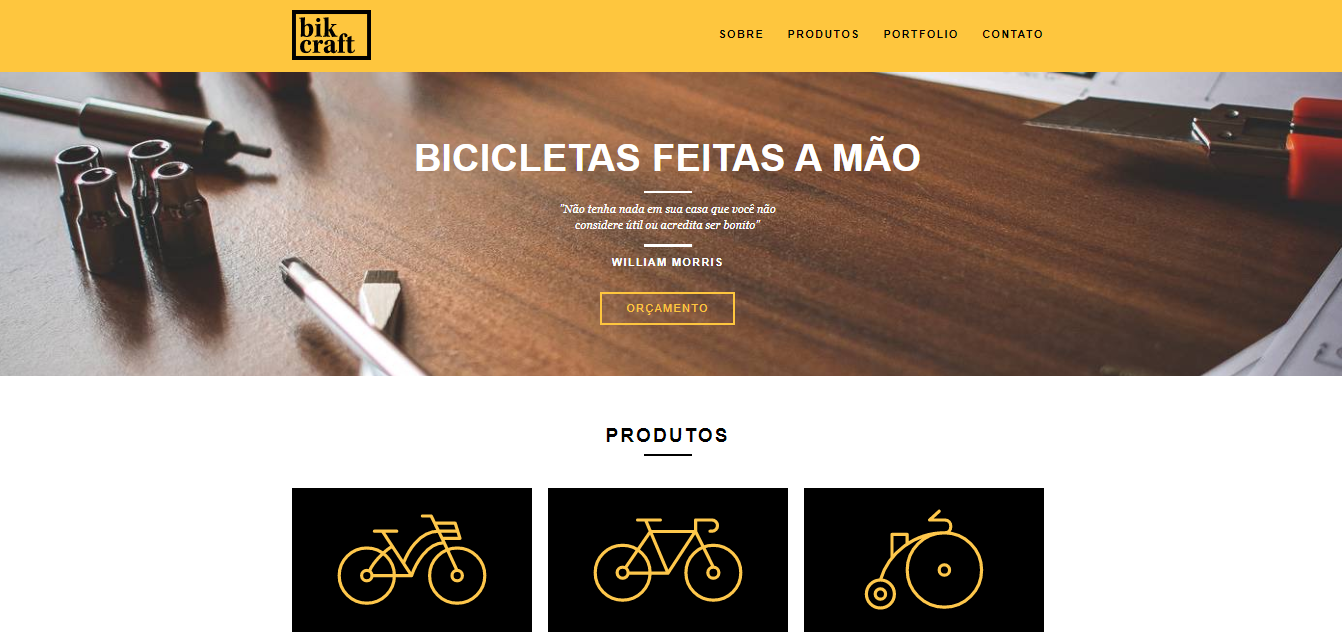 bik
craft
SOBRE PRODUTOS PORTFOLIO CONTATO
BICICLETAS FEITAS A MÃO
"Não tenha nada em sua casa que você não
considere útil ou acredita ser bonito"
WILLIAM MORRIS
ORÇAMENTO
PRODUTOS